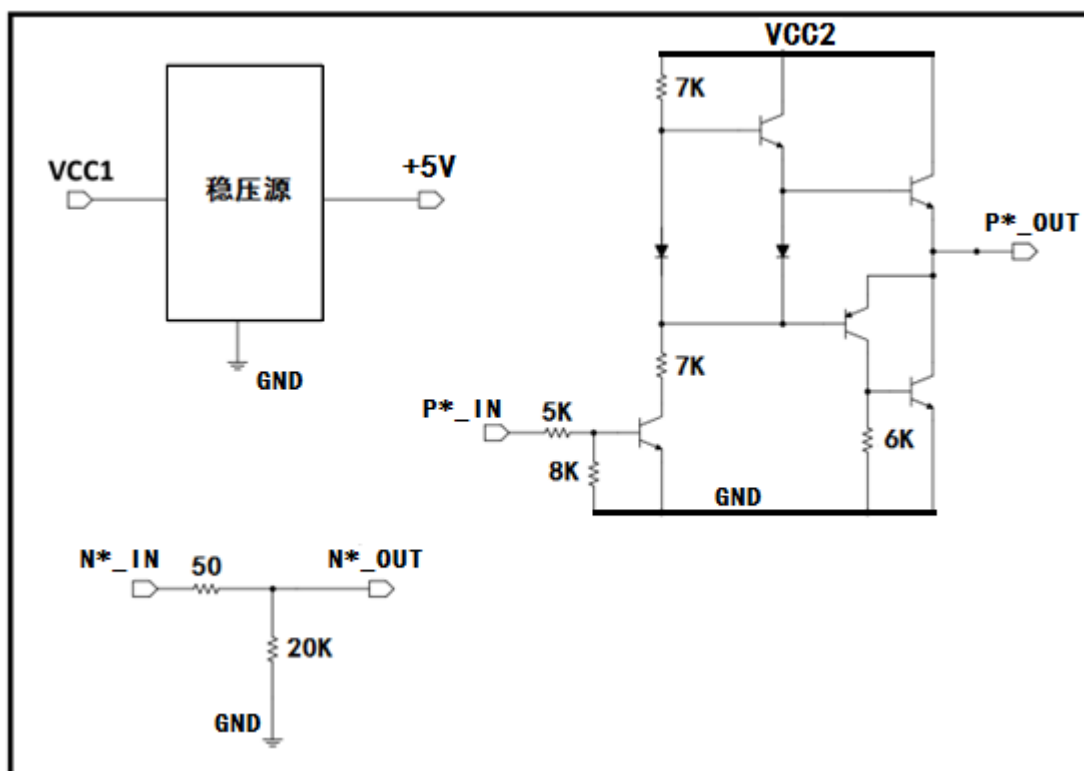 VCC1
稳压源
+5V
GND
VCC2
7K
P*_OUT
7K
P*_IN
5K
8K
6K
GND
N*_IN
50
N*_OUT
20K
GND